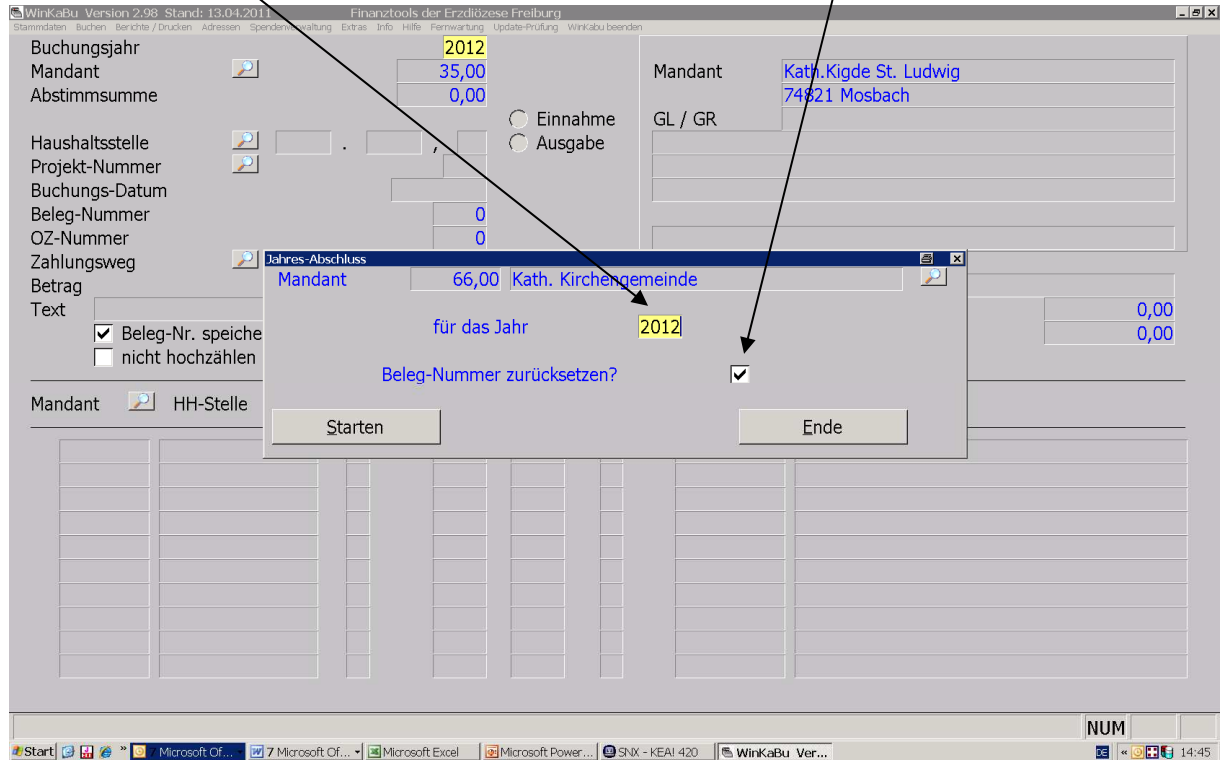 WinKaBu Version 2.98 Stand: 13.04.2011 Finanztools der Erzdiözese Freiburg
Stammdaten Buchen Berichte / Drucken Adressen Spendenverwaltung Extras Info Hilfe Fernwartung Update-Prüfung WinKabu beenden
Buchungsjahr 2012
Mandant 35,00 Mandant Kath.Kigde St. Ludwig
Abstimmsumme 0,00 74821 Mosbach
Einnahme GL / GR
Haushaltsstelle . , Ausgabe
Projekt-Nummer
Buchungs-Datum
Beleg-Nummer 0
OZ-Nummer 0
Zahlungsweg
Betrag
Text 0,00
Beleg-Nr. speiche 0,00
nicht hochzählen
Jahres-Abschluss
Mandant 66,00 Kath. Kirchengemeinde
für das Jahr 2012
Beleg-Nummer zurücksetzen?
Starten Ende
Mandant HH-Stelle
NUM
Start » 7 Microsoft Of... 7 Microsoft Of... Microsoft Excel Microsoft Power... SNX - KEA! 420 WinKaBu Ver... DE « 14:45